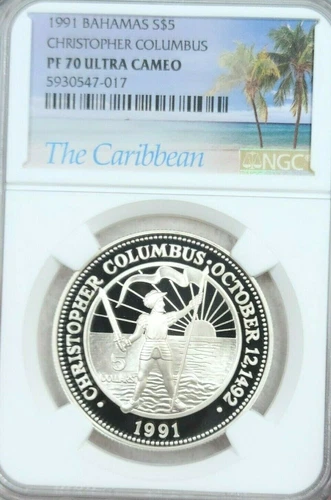 1991 BAHAMAS S$5
CHRISTOPHER COLUMBUS
PF 70 ULTRA CAMEO
5930547-017
The Caribbean
NGC
CHRISTOPHER COLUMBUS·OCTOBER 12, 1492
5
DOLLARS
1991